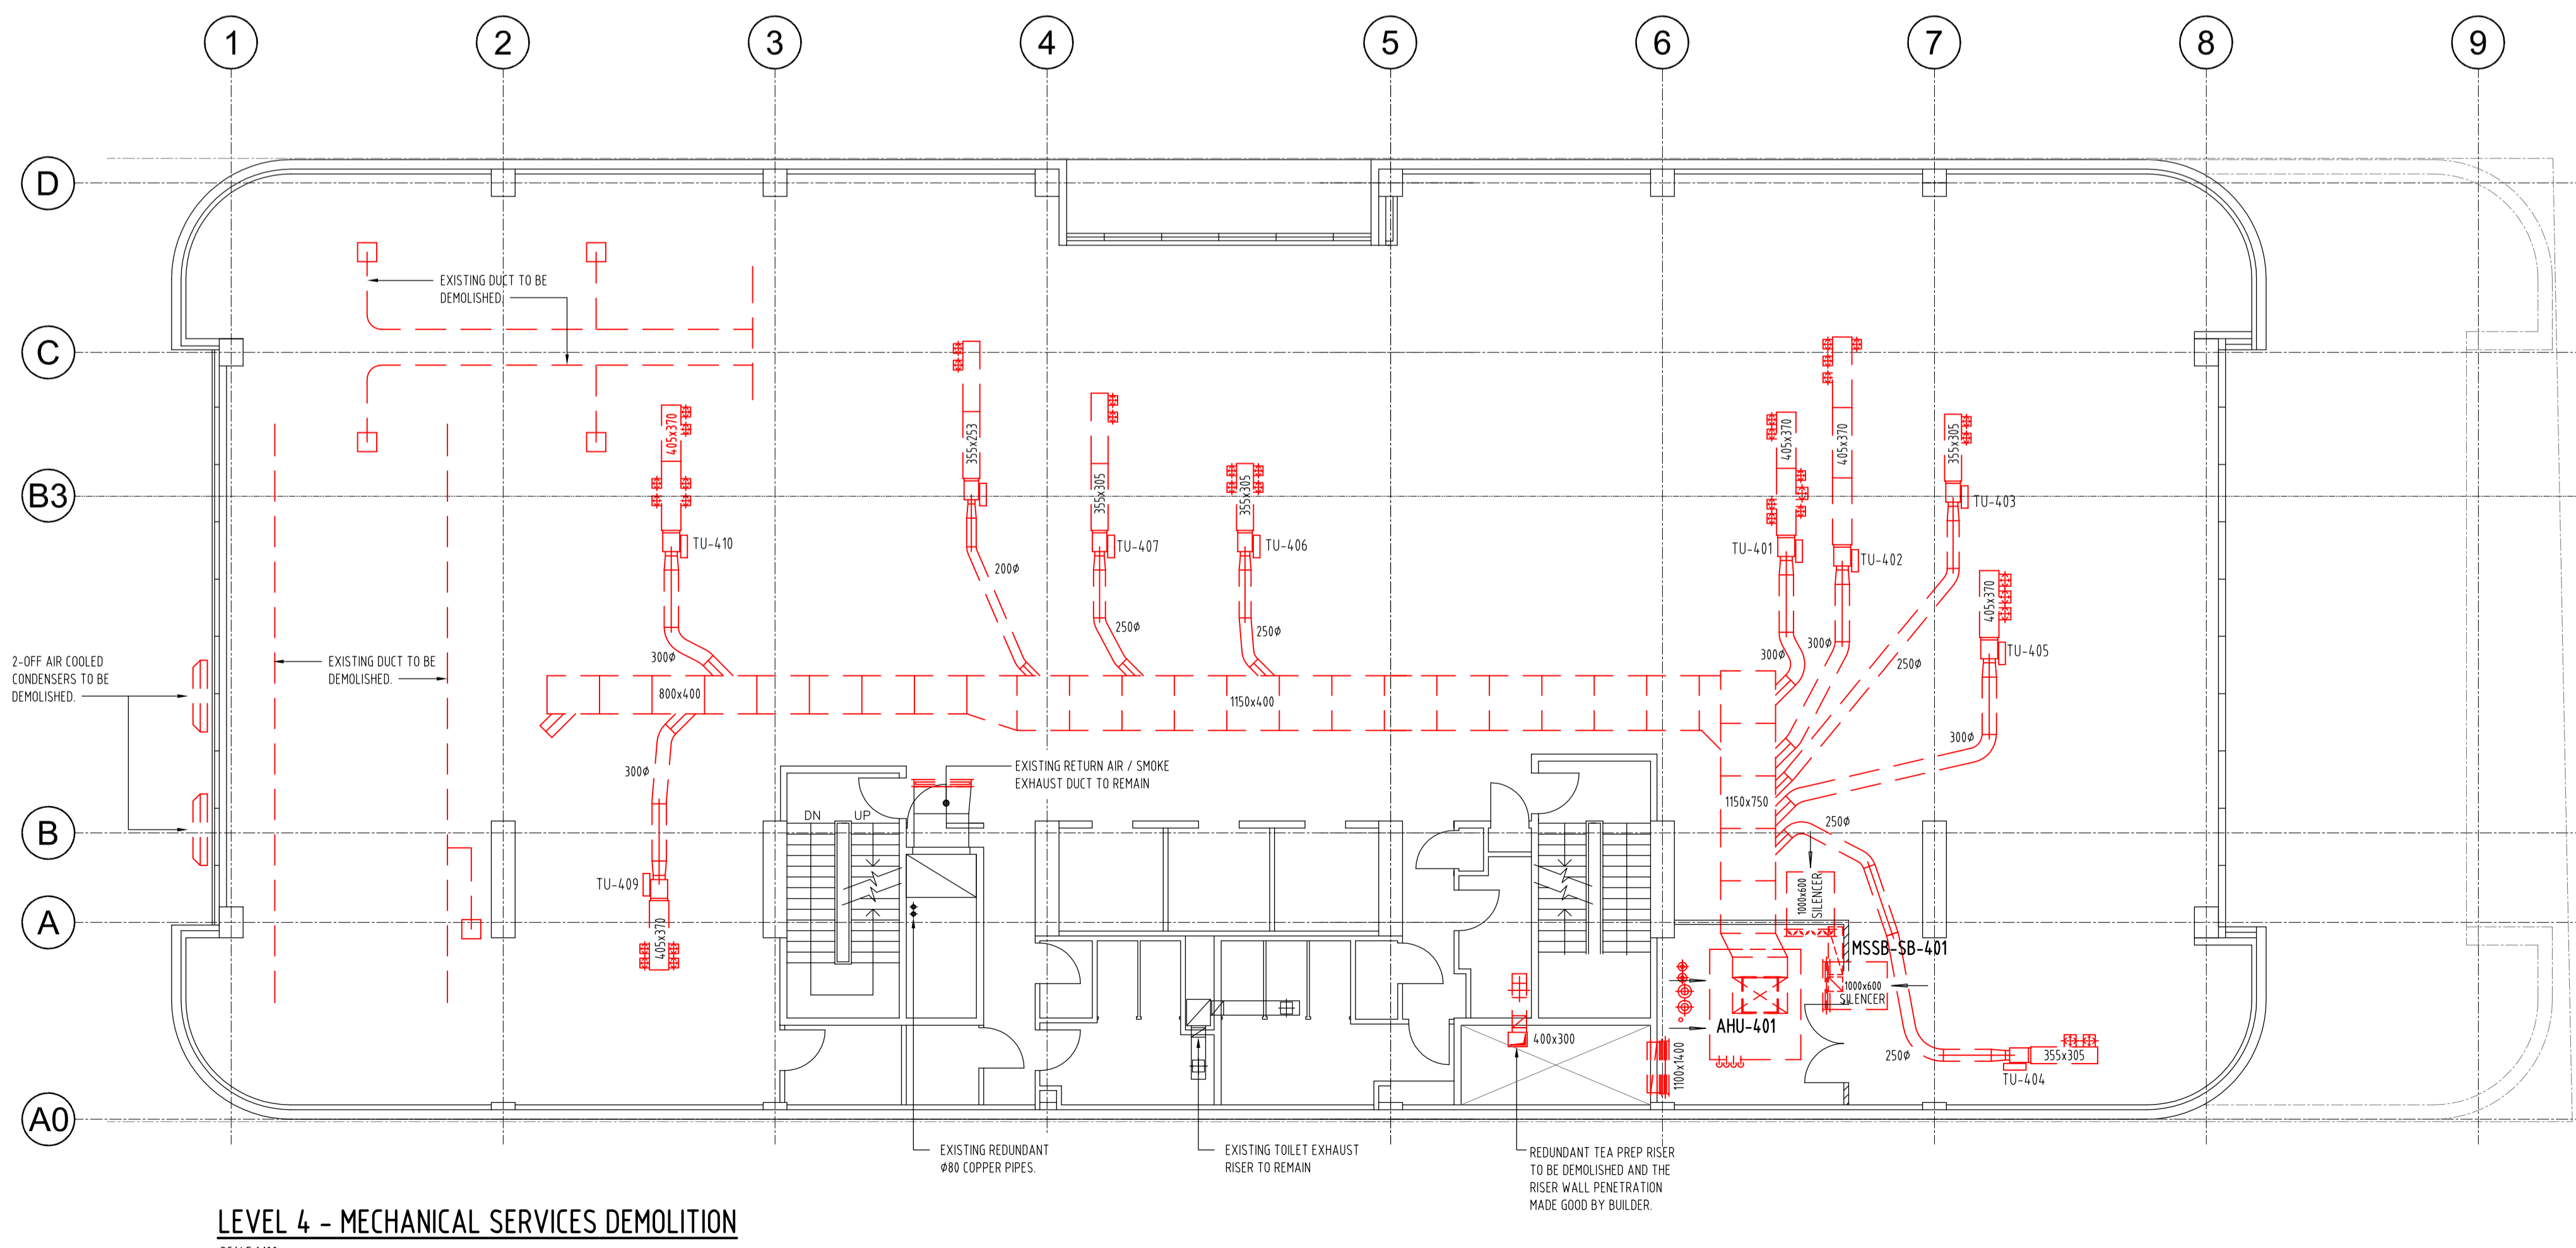 1 2 3 4 5 6 7 8 9
D
C
B3
B
A
A0
EXISTING DUCT TO BE
DEMOLISHED.
405x370
355x253
355x305
355x305
405x370
405x370
355x305
TU-410
TU-407
TU-406
TU-401
TU-402
TU-403
200ø
250ø
250ø
300ø
300ø
300ø
250ø
405x370
TU-405
300ø
2-OFF AIR COOLED
CONDENSERS TO BE
DEMOLISHED.
EXISTING DUCT TO BE
DEMOLISHED.
800x400
1150x400
300ø
EXISTING RETURN AIR / SMOKE
EXHAUST DUCT TO REMAIN
1150x750
DN UP
250ø
TU-409
405x370
1000x600
SILENCER
MSSB-SB-401
1000x600
SILENCER
AHU-401
400x300
1100x1400
250ø
355x305
TU-404
EXISTING REDUNDANT
ø80 COPPER PIPES.
EXISTING TOILET EXHAUST
RISER TO REMAIN
REDUNDANT TEA PREP RISER
TO BE DEMOLISHED AND THE
RISER WALL PENETRATION
MADE GOOD BY BUILDER.
LEVEL 4 - MECHANICAL SERVICES DEMOLITION